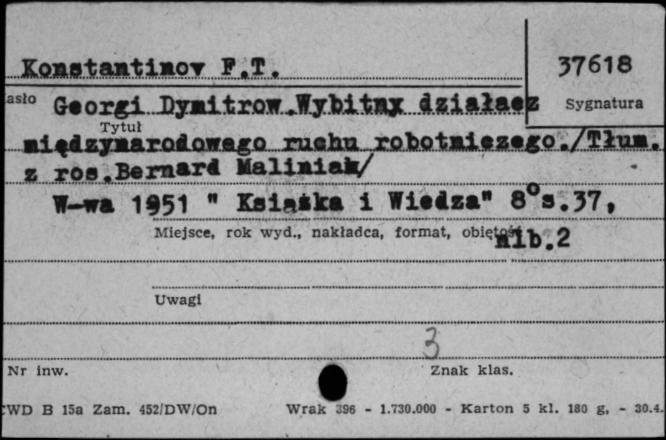 Konstantinov F.T.
37618
asło Georgi Dymitrow.Wybitny działacz
Sygnatura
Tytuł
międzynarodowego ruchu robotniczego./Tłum.
z ros.Bernard Maliniak/
W-wa 1951 " Książka i Wiedza" 8°s.37,
Miejsce, rok wyd., nakładca, format, objętość
nlb.2
Uwagi
3
Nr inw.
Znak klas.
CWD B 15a Zam. 452/DW/On Wrak 396 - 1.730.000 - Karton 5 kl. 180 g, - 30.4.